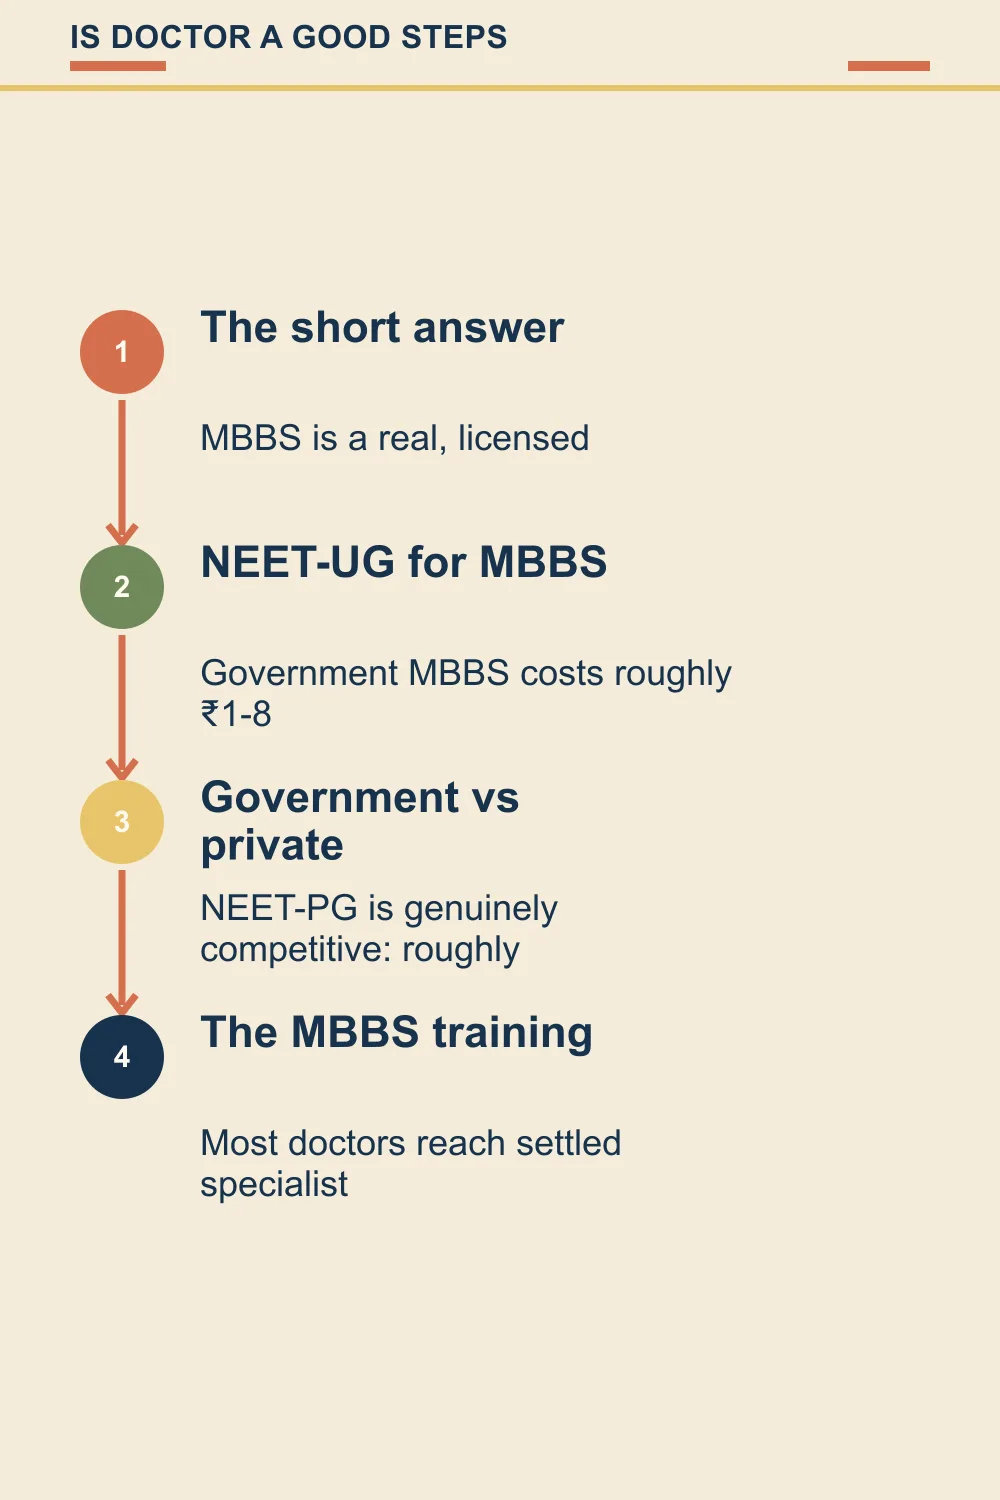 IS DOCTOR A GOOD STEPS
1
The short answer
MBBS is a real, licensed
2
NEET-UG for MBBS
Government MBBS costs roughly
₹1-8
3
Government vs
private
NEET-PG is genuinely
competitive: roughly
4
The MBBS training
Most doctors reach settled
specialist